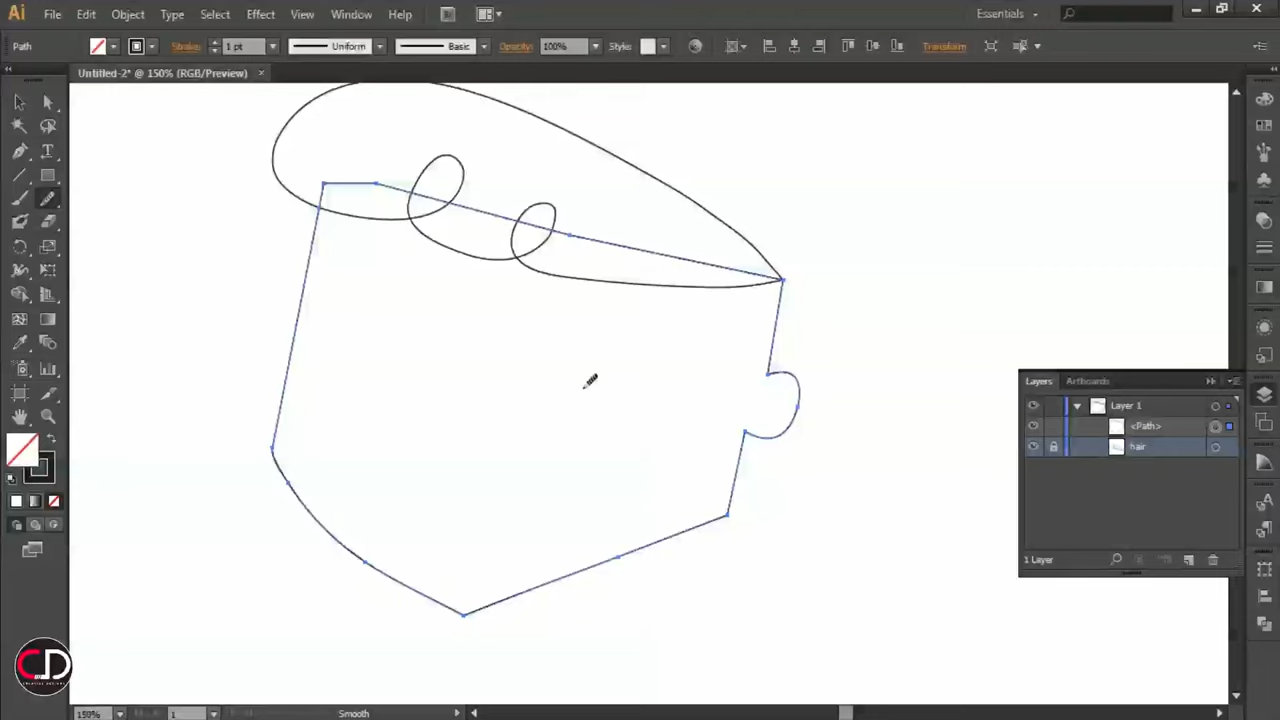 Ai File Edit Object Type Select Effect View Window Help Essentials
Path Stroke: 1 pt Uniform Basic Opacity: 100% Style: Transform
Untitled-2* @ 150% (RGB/Preview) ×
Layers Artboards
Layer 1
<Path>
hair
1 Layer
CD
150% 1 Smooth